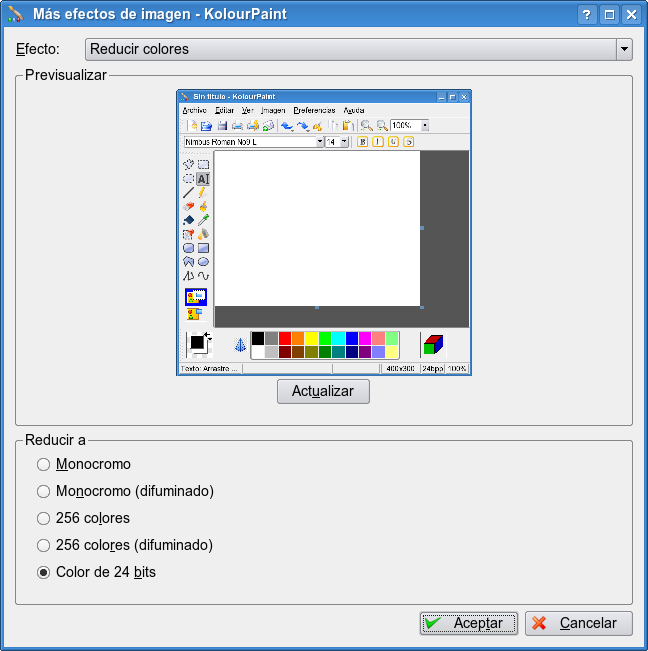 Más efectos de imagen - KolourPaint
Efecto: Reducir colores
Previsualizar
Sin título - KolourPaint
Archivo Editar Ver Imagen Preferencias Ayuda
100%
Nimbus Roman No9 L 14 B I U S
A
Texto: Arrastre ... 400x300 24bpp 100%
Actualizar
Reducir a
Monocromo
Monocromo (difuminado)
256 colores
256 colores (difuminado)
Color de 24 bits
Aceptar Cancelar